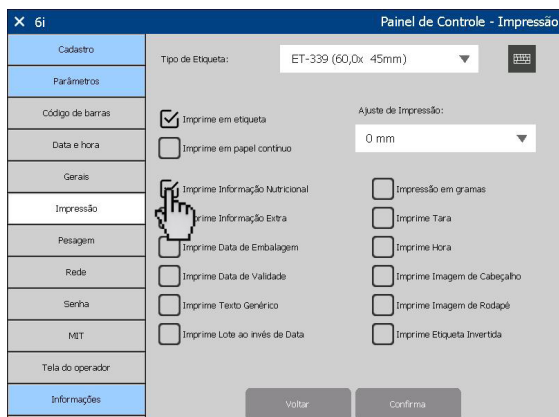 × 6i
Painel de Controle - Impressão
Cadastro
Parâmetros
Código de barras
Data e hora
Gerais
Impressão
Pesagem
Rede
Senha
MIT
Tela do operador
Informações
Tipo de Etiqueta:
ET-339 (60,0x 45mm)
Imprime em etiqueta
Imprime em papel contínuo
Ajuste de Impressão:
0 mm
Imprime Informação Nutricional
Imprime Informação Extra
Imprime Data de Embalagem
Imprime Data de Validade
Imprime Texto Genérico
Imprime Lote ao invés de Data
Impressão em gramas
Imprime Tara
Imprime Hora
Imprime Imagem de Cabeçalho
Imprime Imagem de Rodapé
Imprime Etiqueta Invertida
Voltar
Confirma